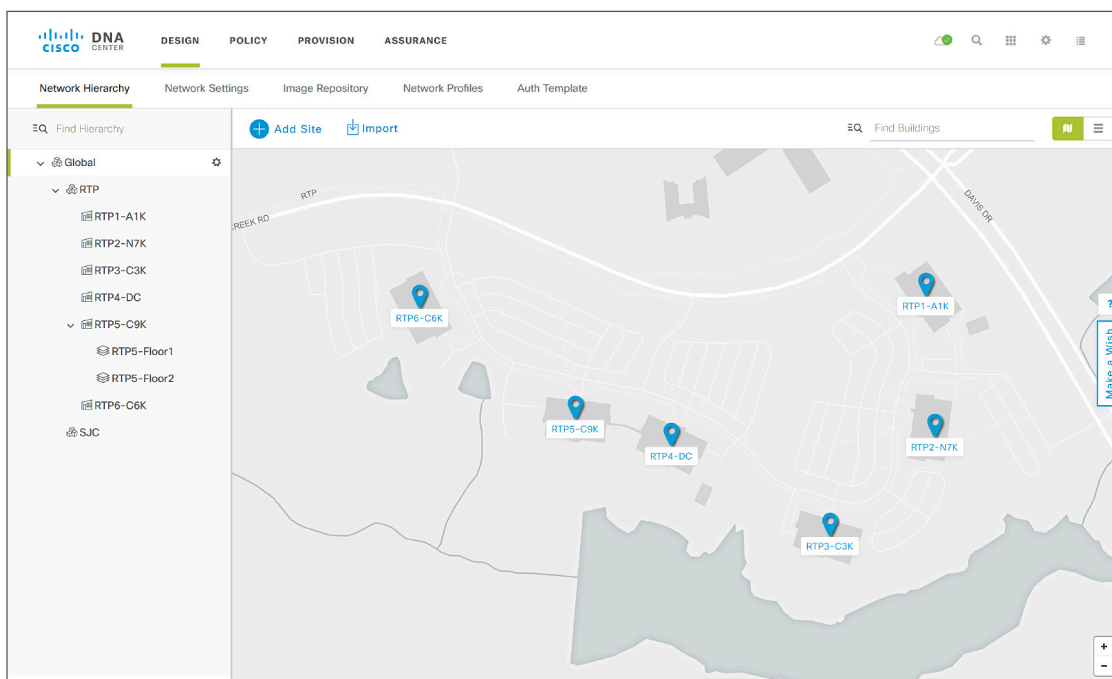 CISCO DNA CENTER
DESIGN POLICY PROVISION ASSURANCE
Network Hierarchy Network Settings Image Repository Network Profiles Auth Template
Find Hierarchy
Add Site Import
Find Buildings
Global
RTP
RTP1-A1K
RTP2-N7K
RTP3-C3K
RTP4-DC
RTP5-C9K
RTP5-Floor1
RTP5-Floor2
RTP6-C6K
SJC
RTP
CREEK RD
DAVIS DR
RTP6-C6K
RTP1-A1K
RTP5-C9K
RTP4-DC
RTP2-N7K
RTP3-C3K
?
Make a Wish
+
-